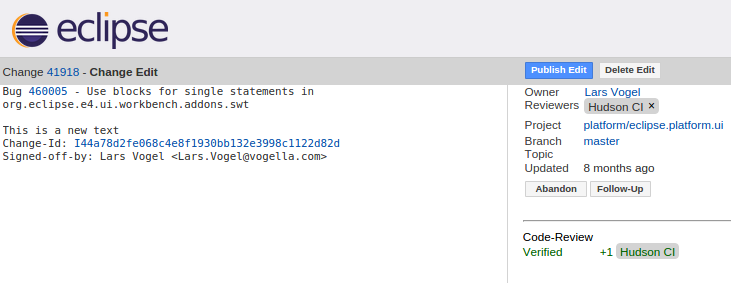 eclipse
Change 41918 - Change Edit
Publish Edit
Delete Edit
Bug 460005 - Use blocks for single statements in
org.eclipse.e4.ui.workbench.addons.swt
This is a new text
Change-Id: I44a78d2fe068c4e8f1930bb132e3998c1122d82d
Signed-off-by: Lars Vogel <Lars.Vogel@vogella.com>
Owner Lars Vogel
Reviewers Hudson CI ×
Project platform/eclipse.platform.ui
Branch master
Topic
Updated 8 months ago
Abandon
Follow-Up
Code-Review
Verified +1 Hudson CI